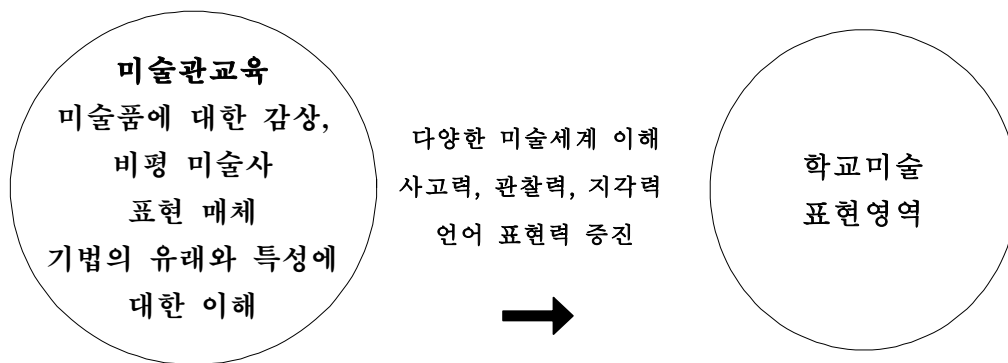 미술관교육
미술품에 대한 감상,
비평 미술사
표현 매체
기법의 유래와 특성에
대한 이해
다양한 미술세계 이해
사고력, 관찰력, 지각력
언어 표현력 증진
학교미술
표현영역